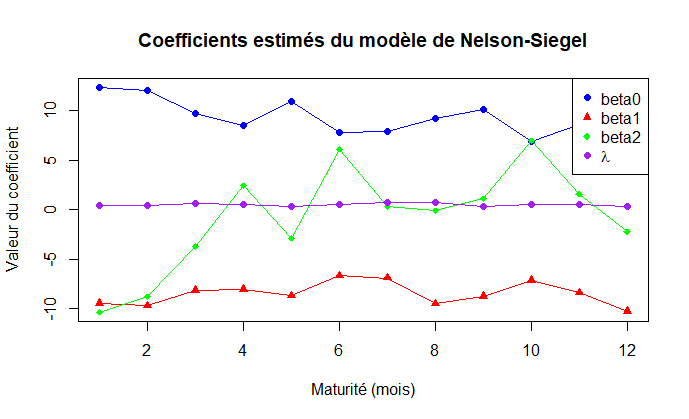 Coefficients estimés du modèle de Nelson-Siegel
Valeur du coefficient
10
5
0
-5
-10
beta0
beta1
beta2
λ
2
4
6
8
10
12
Maturité (mois)